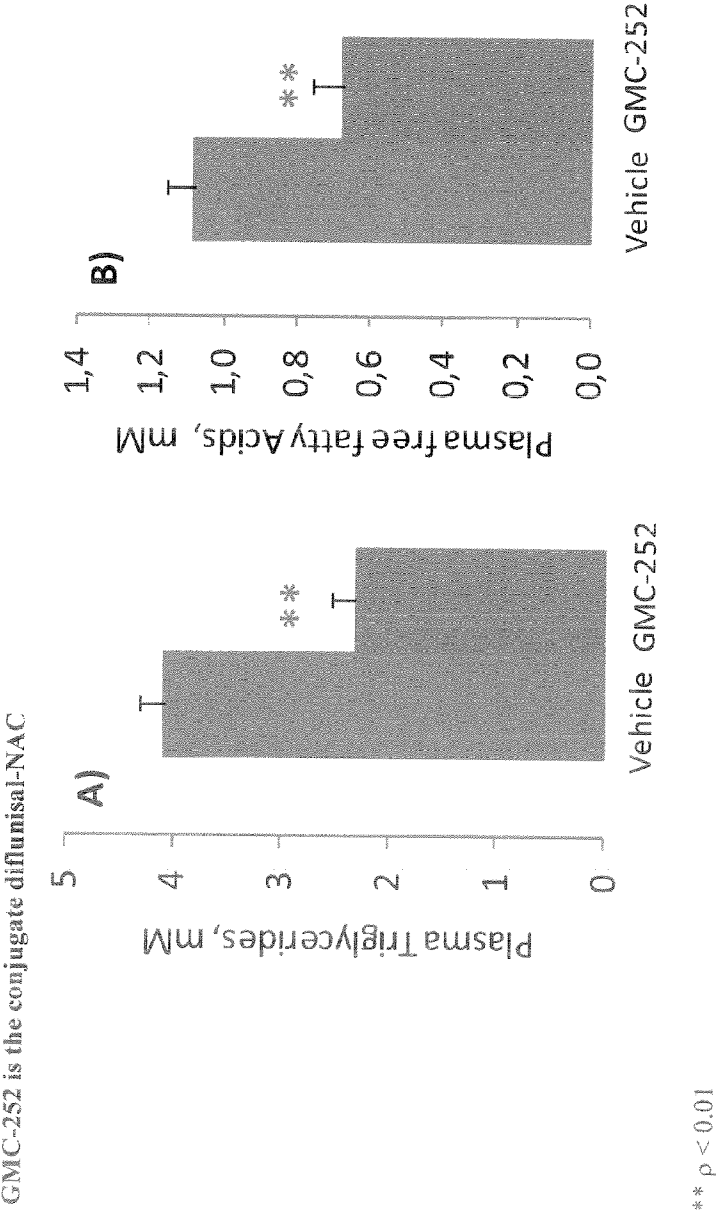 GMC-252 is the conjugate diflunisal-NAC
A)
Plasma Triglycerides, mM
5
4
3
2
1
0
Vehicle GMC-252
**
B)
Plasma free fatty Acids, mM
1,4
1,2
1,0
0,8
0,6
0,4
0,2
0,0
Vehicle GMC-252
**
** ρ < 0.01